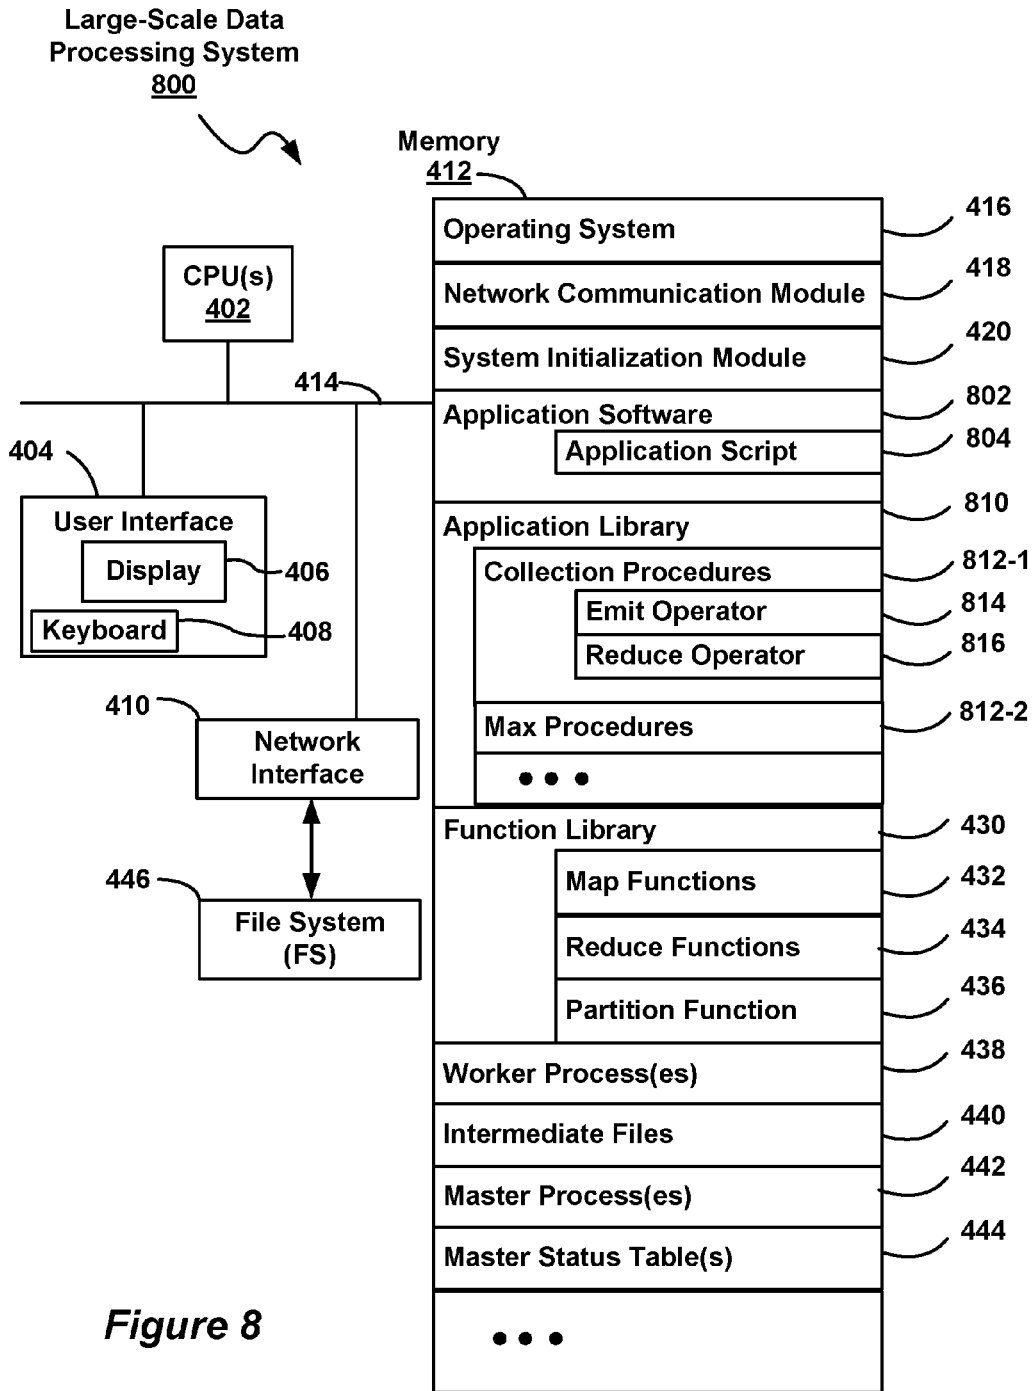 Large-Scale Data
Processing System
800
Memory
412
Operating System
416
Network Communication Module
418
System Initialization Module
420
CPU(s)
402
414
Application Software
802
Application Script
804
404
User Interface
Display
406
Keyboard
408
Application Library
810
Collection Procedures
812-1
Emit Operator
814
Reduce Operator
816
Max Procedures
812-2
• • •
410
Network
Interface
446
File System
(FS)
Function Library
430
Map Functions
432
Reduce Functions
434
Partition Function
436
Worker Process(es)
438
Intermediate Files
440
Master Process(es)
442
Master Status Table(s)
444
• • •
Figure 8